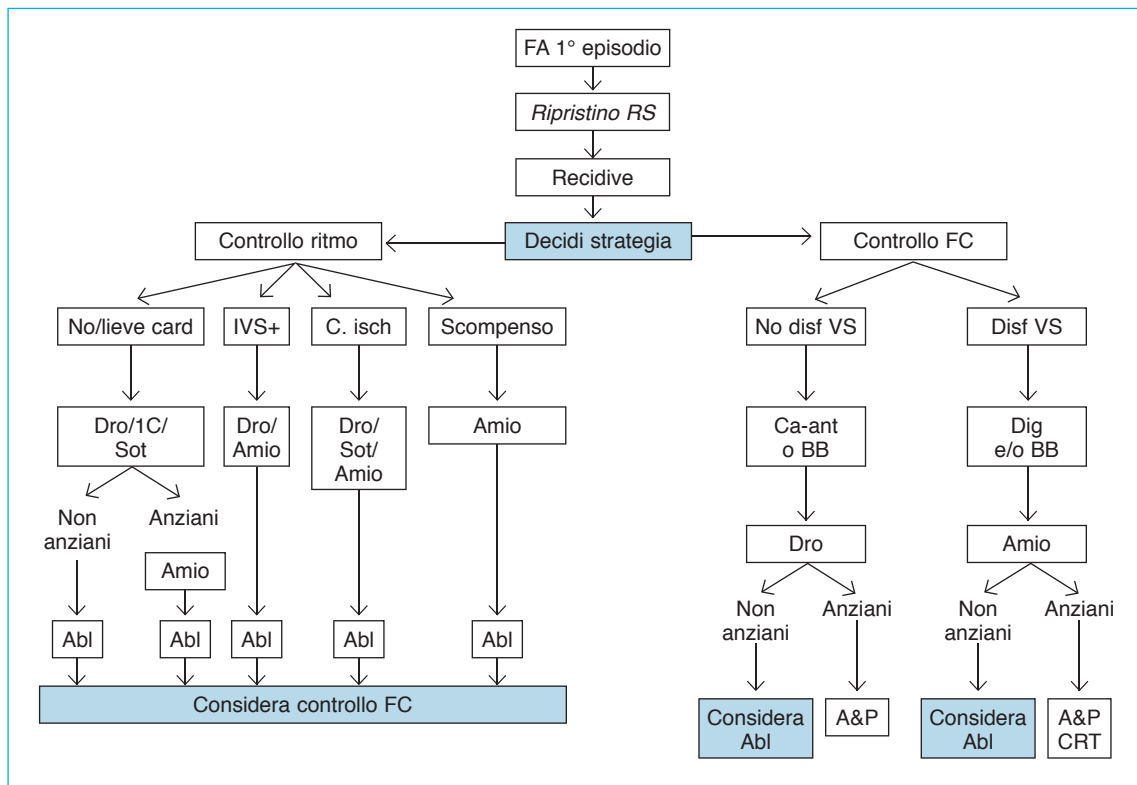 FA 1° episodio
Ripristino RS
Recidive
Decidi strategia
Controllo ritmo
Controllo FC
No/lieve card
IVS+
C. isch
Scompenso
No disf VS
Disf VS
Dro/1C/
Sot
Dro/
Amio
Dro/
Sot/
Amio
Amio
Ca-ant
o BB
Dig
e/o BB
Non
anziani
Anziani
Amio
Dro
Amio
Non
anziani
Anziani
Non
anziani
Anziani
Abl
Abl
Abl
Abl
Abl
Considera controllo FC
Considera
Abl
A&P
Considera
Abl
A&P
CRT